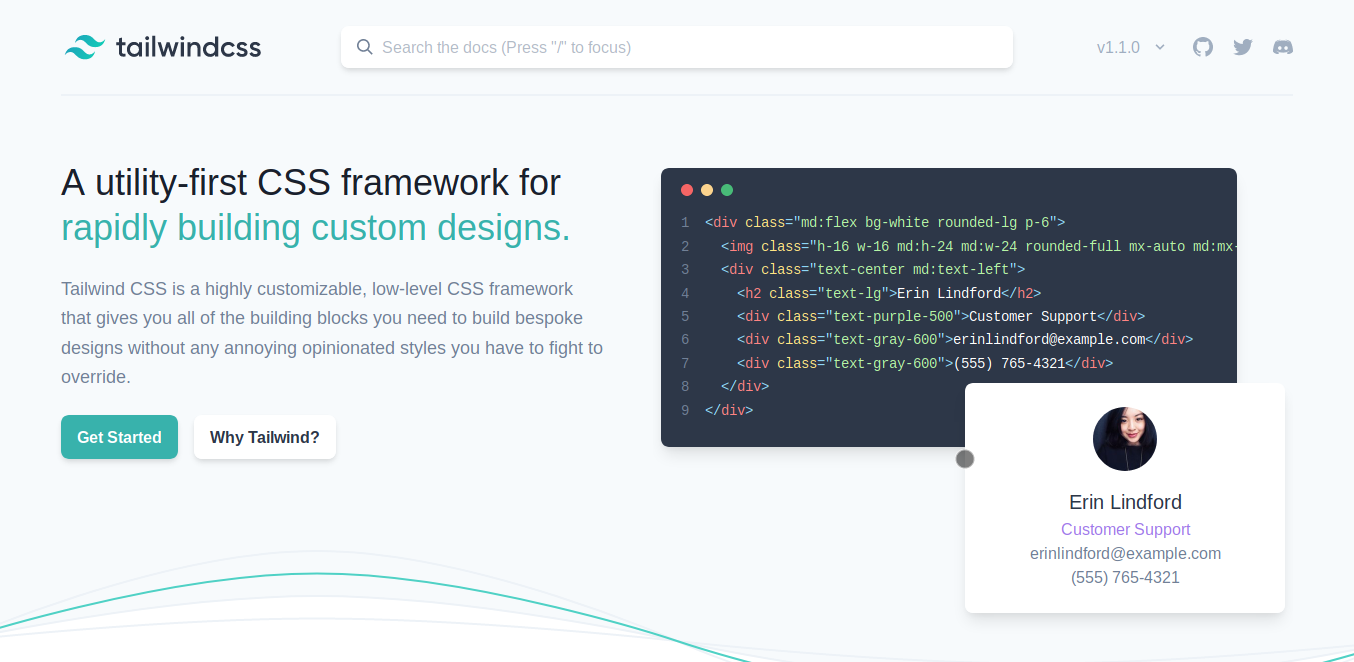 tailwindcss
Search the docs (Press "/" to focus)
v1.1.0
A utility-first CSS framework for
rapidly building custom designs.
Tailwind CSS is a highly customizable, low-level CSS framework
that gives you all of the building blocks you need to build bespoke
designs without any annoying opinionated styles you have to fight to
override.
Get Started
Why Tailwind?
1 <div class="md:flex bg-white rounded-lg p-6">
2 <img class="h-16 w-16 md:h-24 md:w-24 rounded-full mx-auto md:mx-
3 <div class="text-center md:text-left">
4 <h2 class="text-lg">Erin Lindford</h2>
5 <div class="text-purple-500">Customer Support</div>
6 <div class="text-gray-600">erinlindford@example.com</div>
7 <div class="text-gray-600">(555) 765-4321</div>
8 </div>
9 </div>
Erin Lindford
Customer Support
erinlindford@example.com
(555) 765-4321